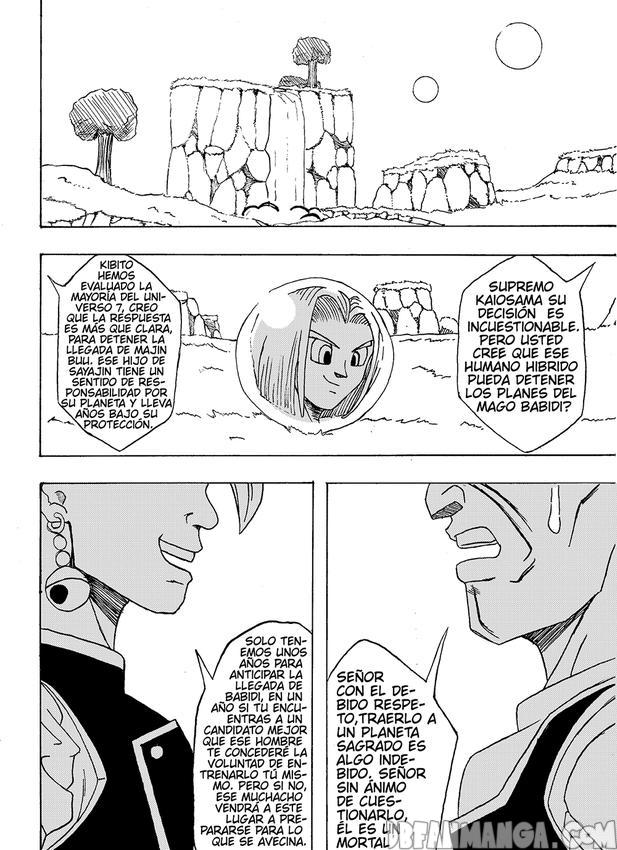 KIBITO
HEMOS
EVALUADO LA
MAYORÍA DEL UNI-
VERSO 7, CREO
QUE LA RESPUESTA
ES MÁS QUE CLARA,
PARA DETENER LA
LLEGADA DE MAJIN
BUU. ESE HIJO DE
SAYAJIN TIENE UN
SENTIDO DE RES-
PONSABILIDAD POR
SU PLANETA Y LLEVA
AÑOS BAJO SU
PROTECCIÓN.
SUPREMO
KAIOSAMA SU
DECISIÓN ES
INCUESTIONABLE.
PERO USTED
CREE QUE ESE
HUMANO HIBRIDO
PUEDA DETENER
LOS PLANES DEL
MAGO BABIDI?
SOLO TEN-
EMOS UNOS
AÑOS PARA
ANTICIPAR LA
LLEGADA DE
BABIDI, EN UN
AÑO SI TU ENCU-
ENTRAS A UN
CANDIDATO MEJOR
QUE ESE HOMBRE
TE CONCEDERÉ LA
VOLUNTAD DE EN-
TRENARLO TÚ MI-
SMO. PERO SI NO,
ESE MUCHACHO
VENDRÁ A ESTE
LUGAR A PRE-
PARARSE PARA LO
QUE SE AVECINA.
SEÑOR
CON EL DE-
BIDO RESPE-
TO,TRAERLO A
UN PLANETA
SAGRADO ES
ALGO INDE-
BIDO. SEÑOR
SIN ÁNIMO
DE CUES-
TIONARLO,
ÉL ES UN
MORTAL
DBFANMANGA.COM